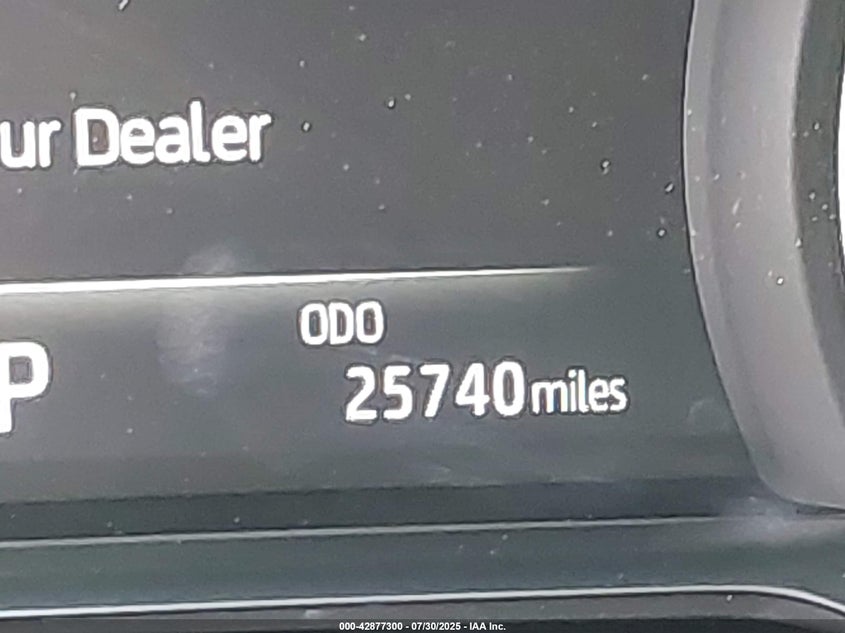 ur Dealer
ODO
P
25740 miles
000-42877300 - 07/30/2025 - IAA Inc.